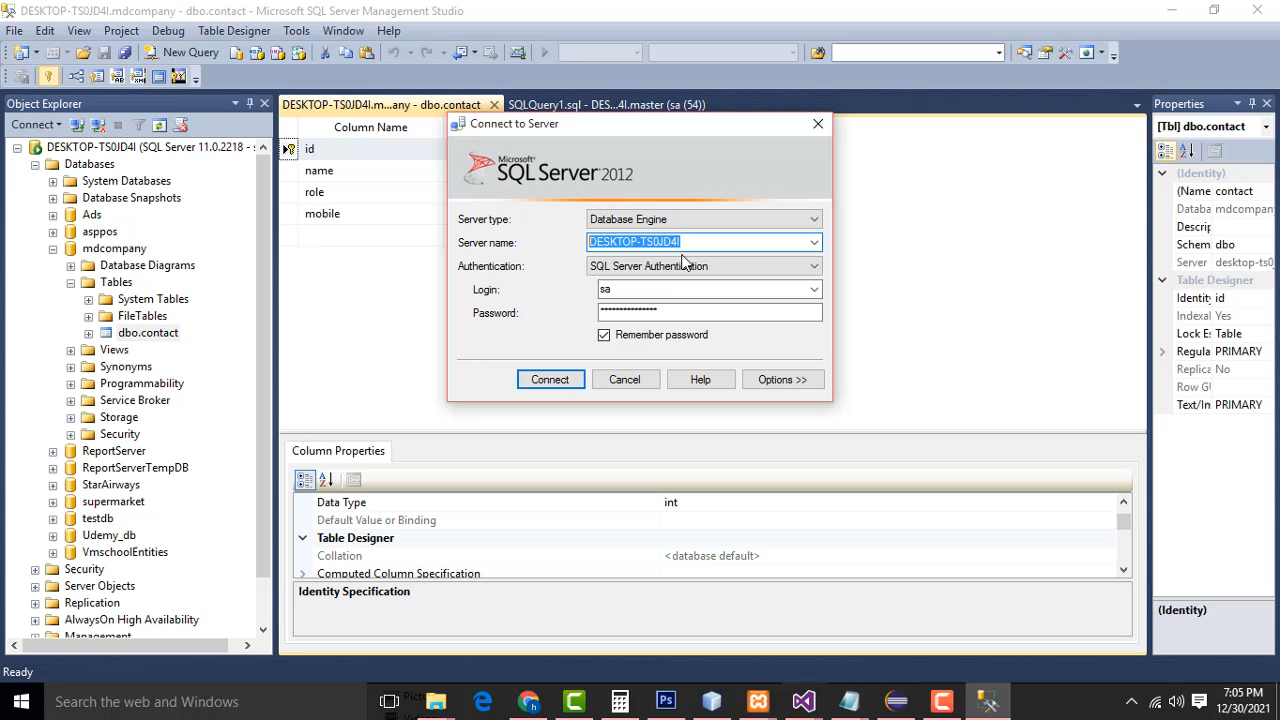 DESKTOP-TS0JD4I.mdcompany - dbo.contact - Microsoft SQL Server Management Studio
File Edit View Project Debug Table Designer Tools Window Help
New Query
Object Explorer
Connect
DESKTOP-TS0JD4I (SQL Server 11.0.2218 - s
Databases
System Databases
Database Snapshots
Ads
asppos
mdcompany
Database Diagrams
Tables
System Tables
FileTables
dbo.contact
Views
Synonyms
Programmability
Service Broker
Storage
Security
ReportServer
ReportServerTempDB
StarAirways
supermarket
testdb
Udemy_db
VmschoolEntities
Security
Server Objects
Replication
AlwaysOn High Availability
Management
DESKTOP-TS0JD4I.m...any - dbo.contact
SQLQuery1.sql - DES...4I.master (sa (54))
Column Name
id
name
role
mobile
Connect to Server
Microsoft
SQL Server 2012
Server type: Database Engine
Server name: DESKTOP-TS0JD4I
Authentication: SQL Server Authentication
Login: sa
Password: ***************
Remember password
Connect Cancel Help Options >>
Column Properties
Data Type int
Default Value or Binding
Table Designer
Collation <database default>
Computed Column Specification
Identity Specification
Properties
[Tbl] dbo.contact
(Identity)
(Name contact
Databa mdcompany
Descrip
Schem dbo
Server desktop-ts0
Table Designer
Identity id
Indexal Yes
Lock Es Table
Regula PRIMARY
Replica No
Row GU
Text/In PRIMARY
(Identity)
Ready
Search the web and Windows
7:05 PM
12/30/2021